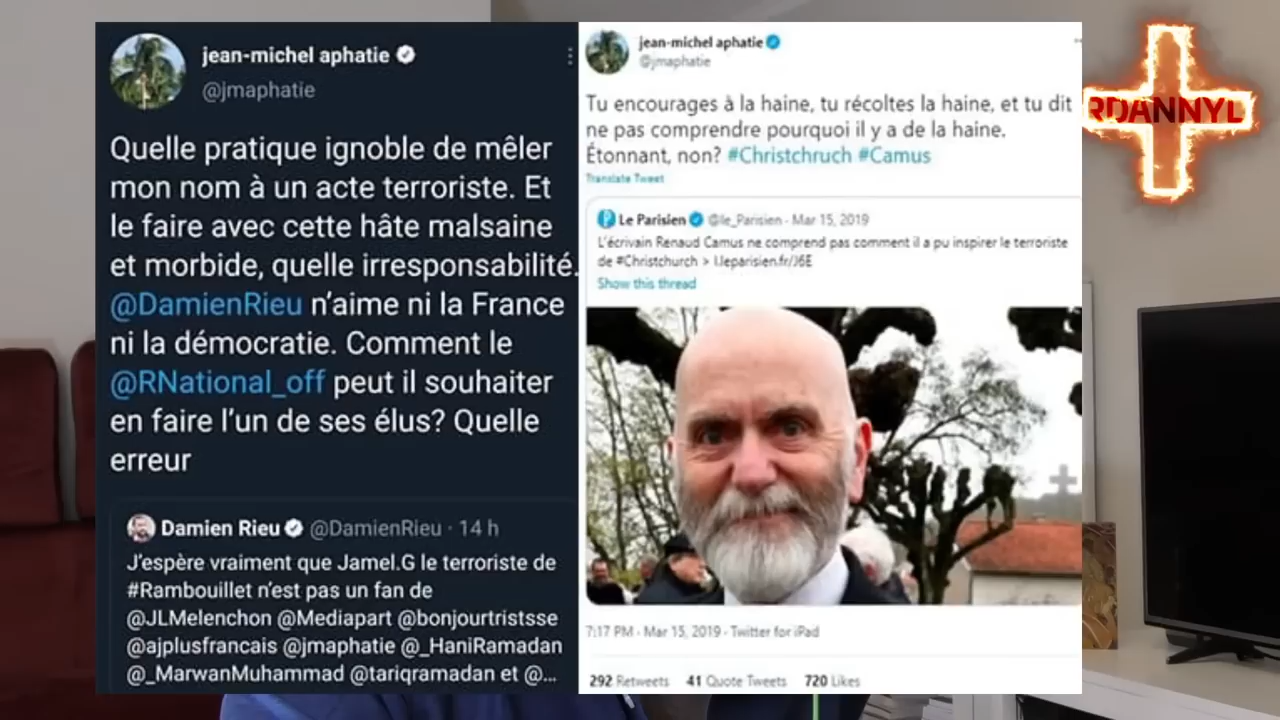 jean-michel aphatie
@jmaphatie
Quelle pratique ignoble de mêler
mon nom à un acte terroriste. Et
le faire avec cette hâte malsaine
et morbide, quelle irresponsabilité.
@DamienRieu n’aime ni la France
ni la démocratie. Comment le
@RNational_off peut il souhaiter
en faire l’un de ses élus? Quelle
erreur
Damien Rieu @DamienRieu · 14 h
J’espère vraiment que Jamel.G le terroriste de
#Rambouillet n’est pas un fan de
@JLMelenchon @Mediapart @bonjourtristsse
@ajplusfrancais @jmaphatie @_HaniRamadan
@_MarwanMuhammad @tariqramadan et @...
jean-michel aphatie
@jmaphatie
Tu encourages à la haine, tu récoltes la haine, et tu dit
ne pas comprendre pourquoi il y a de la haine.
Étonnant, non? #Christchruch #Camus
Translate Tweet
Le Parisien @le_Parisien - Mar 15, 2019
L'écrivain Renaud Camus ne comprend pas comment il a pu inspirer le terroriste
de #Christchurch > l.leparisien.fr/J6E
Show this thread
7:17 PM - Mar 15, 2019 - Twitter for iPad
292 Retweets 41 Quote Tweets 720 Likes
RDANNYL